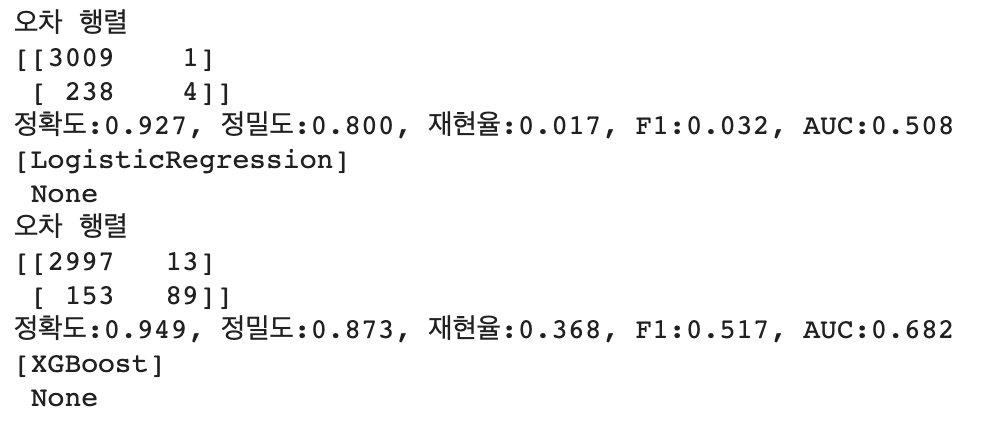 오차 행렬
[[3009    1]
 [ 238    4]]
정확도:0.927, 정밀도:0.800, 재현율:0.017, F1:0.032, AUC:0.508
[LogisticRegression]
 None
오차 행렬
[[2997   13]
 [ 153   89]]
정확도:0.949, 정밀도:0.873, 재현율:0.368, F1:0.517, AUC:0.682
[XGBoost]
 None